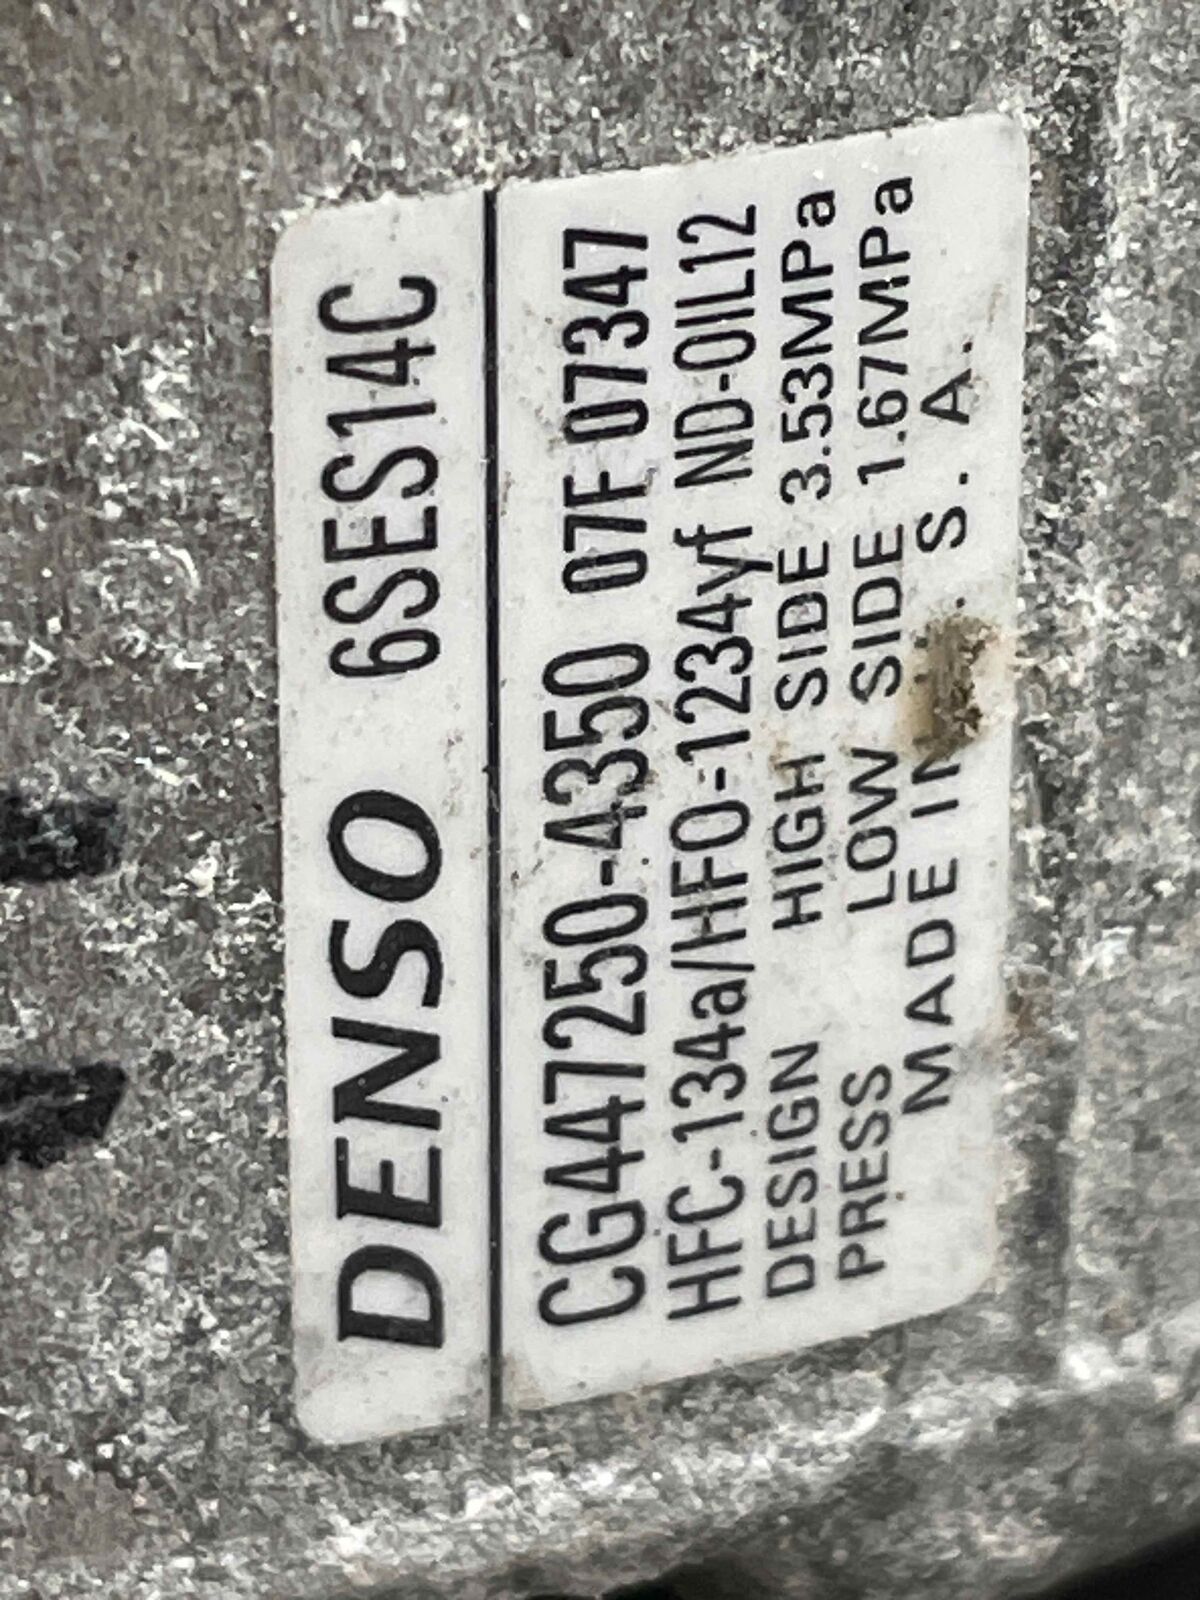 DENSO 6SES14C
CG447250-4350 07F 07347
HFC-134a/HFO-1234yf ND-OIL12
DESIGN HIGH SIDE 3.53MPa
PRESS LOW SIDE 1.67MPa
MADE IN S. A.